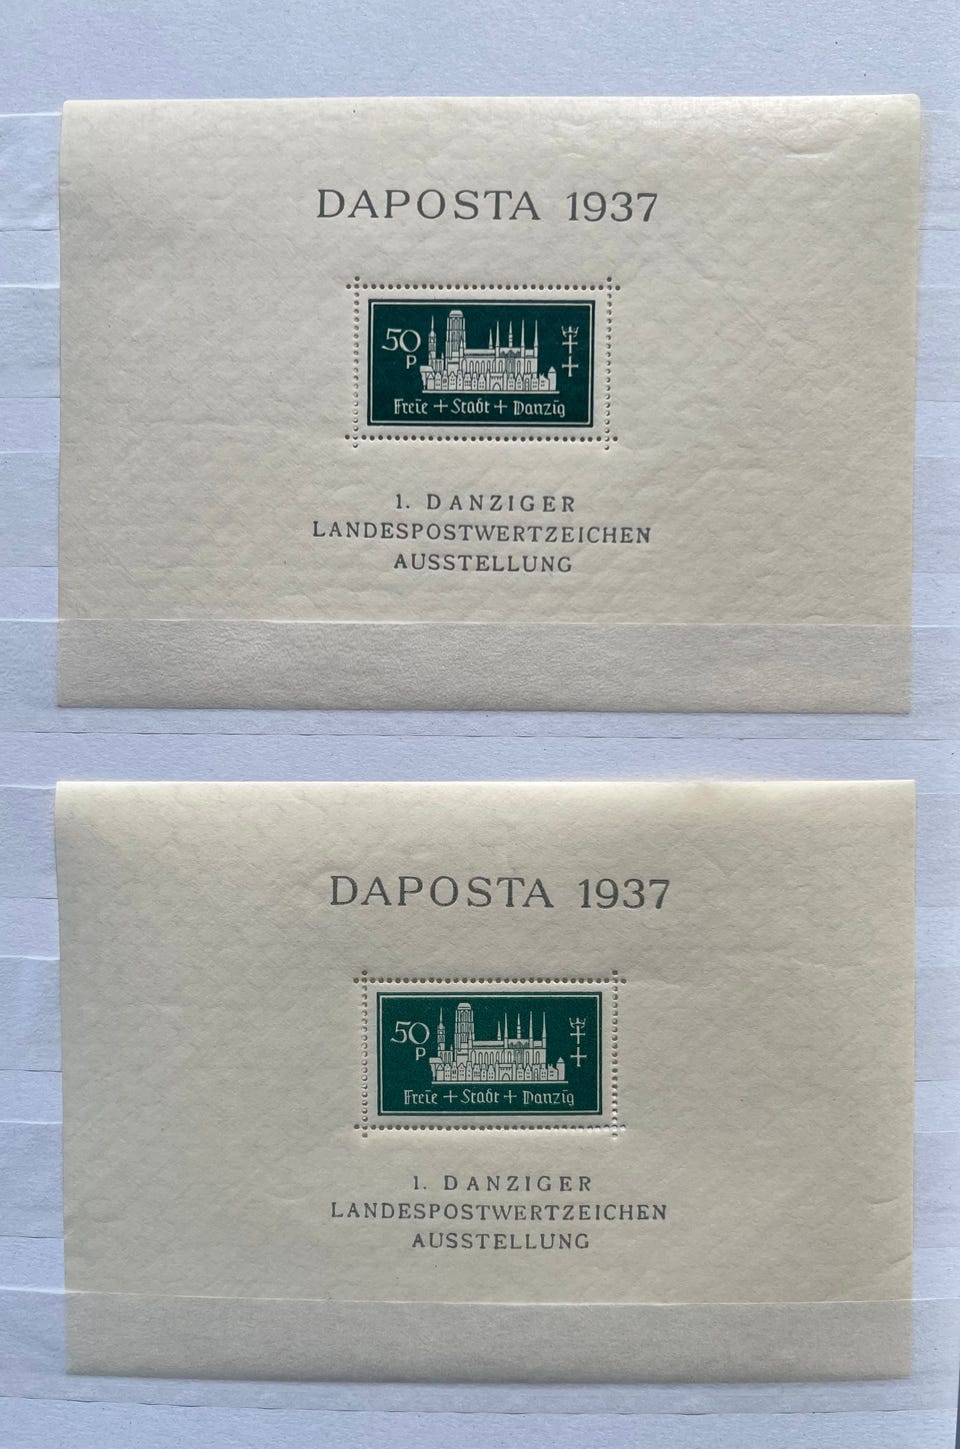 DAPOSTA 1937
50
p
Freie + Stadt + Danzig
1. DANZIGER
LANDESPOSTWERTZEICHEN
AUSSTELLUNG
DAPOSTA 1937
50
p
Freie + Stadt + Danzig
1. DANZIGER
LANDESPOSTWERTZEICHEN
AUSSTELLUNG